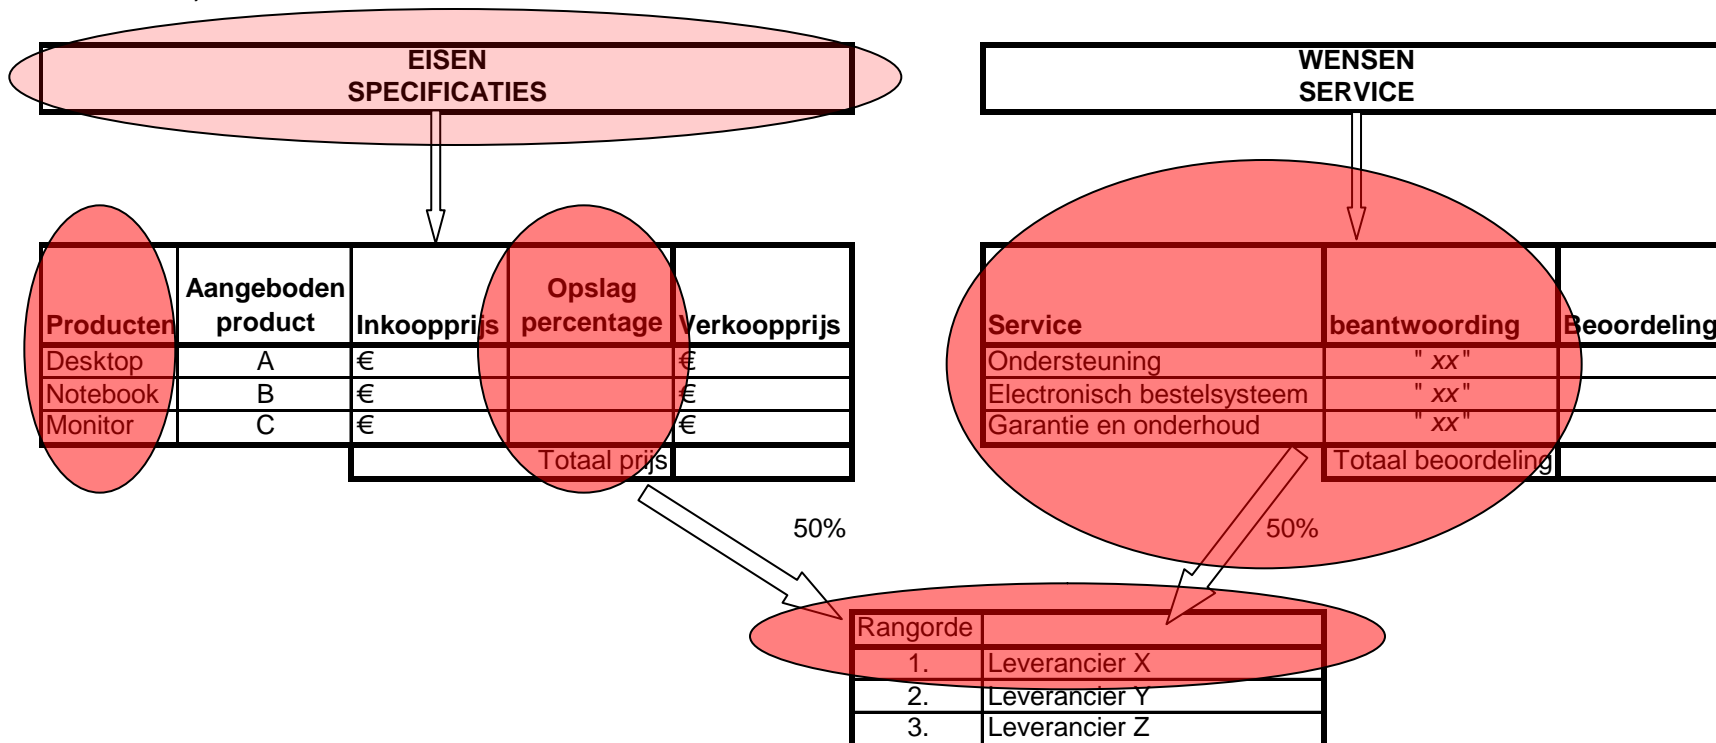 EISEN
SPECIFICATIES
WENSEN
SERVICE
Producten Aangeboden product Inkoopprijs Opslag percentage Verkoopprijs
Desktop A € €
Notebook B € €
Monitor C € €
Totaal prijs
Service beantwoording Beoordeling
Ondersteuning " xx"
Electronisch bestelsysteem " xx"
Garantie en onderhoud " xx"
Totaal beoordeling
50%
50%
Rangorde
1. Leverancier X
2. Leverancier Y
3. Leverancier Z